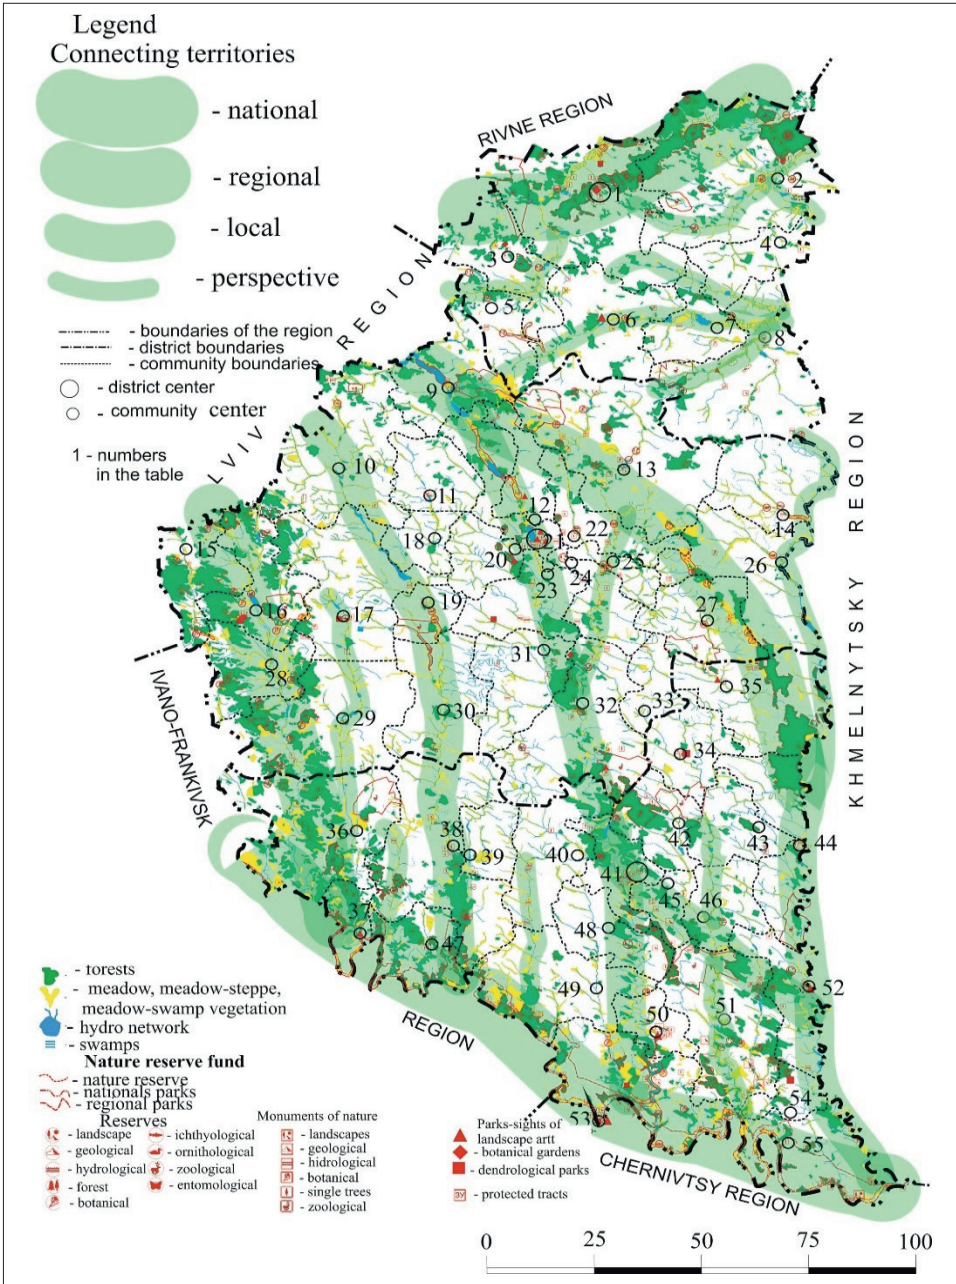 Legend
Connecting territories
- national
- regional
- local
- perspective
- boundaries of the region
- district boundaries
- community boundaries
- district center
- community center
1 - numbers
in the table
RIVNE REGION
LVIV REGION
KHMELNYTSKY REGION
IVANO-FRANKIVSK
REGION
CHERNIVTSY REGION
1
2
3
4
5
6
7
8
9
10
11
12
13
14
15
16
17
18
19
20
21
22
23
24
25
26
27
28
29
30
31
32
33
34
35
36
37
38
39
40
41
42
43
44
45
46
47
48
49
50
51
52
53
54
55
- forests
- meadow, meadow-steppe,
meadow-swamp vegetation
- hydro network
- swamps
Nature reserve fund
- nature reserve
- nationals parks
- regional parks
Reserves
- landscape
- geological
- hydrological
- forest
- botanical
- ichthyological
- ornithological
- zoological
- entomological
Monuments of nature
- landscapes
- geological
- hidrological
- botanical
- single trees
- zoological
Parks-sights of
landscape artt
- botanical gardens
- dendrological parks
- protected tracts
0 25 50 75 100